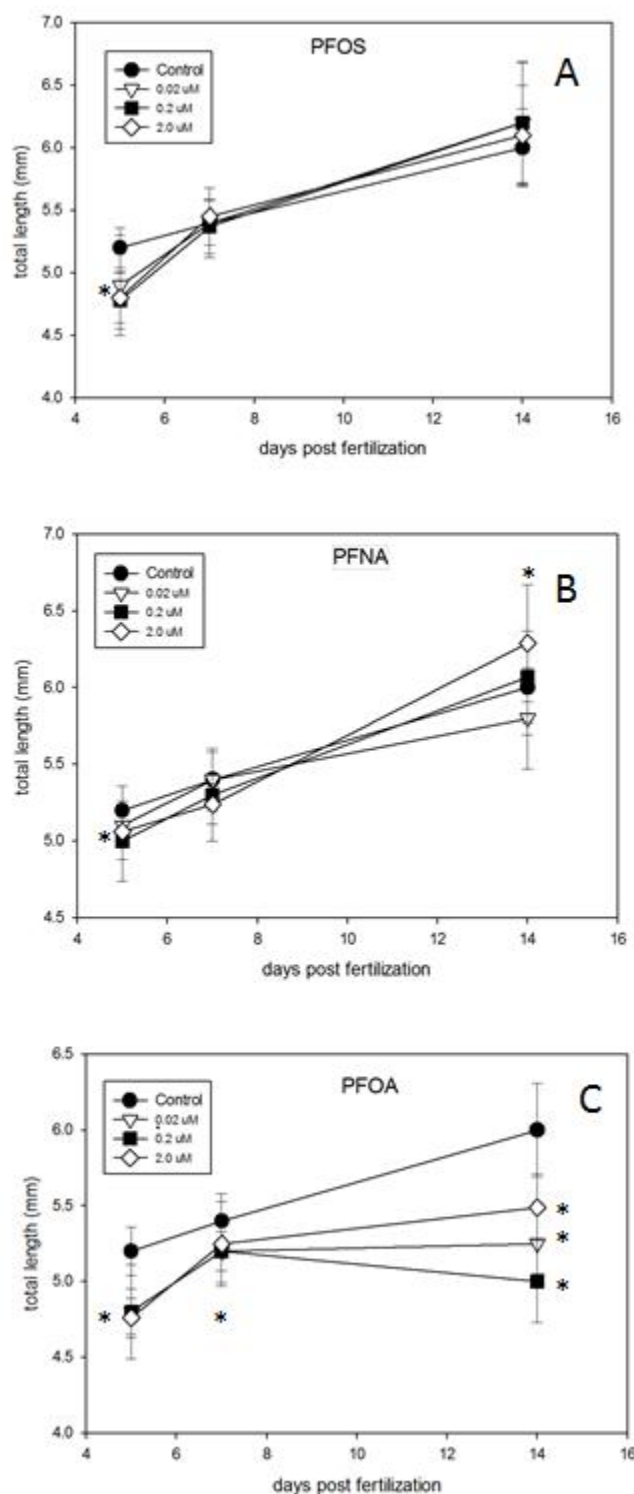 7.0
PFOS
A
Control
0.02 uM
0.2 uM
2.0 uM
6.5
6.0
5.5
5.0
4.5
4.0
*
total length (mm)
4 6 8 10 12 14 16
days post fertilization
7.0
PFNA
*
B
Control
0.02 uM
0.2 uM
2.0 uM
6.5
6.0
5.5
5.0
4.5
*
total length (mm)
4 6 8 10 12 14 16
days post fertilization
6.5
PFOA
C
Control
0.02 uM
0.2 uM
2.0 uM
6.0
5.5
5.0
4.5
4.0
*
*
*
*
*
total length (mm)
4 6 8 10 12 14 16
days post fertilization